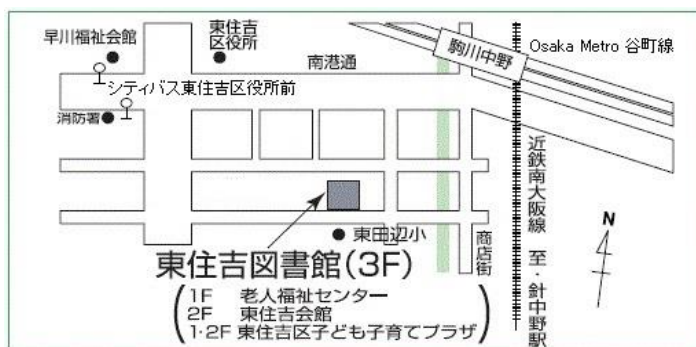 早川福祉会館
東住吉
区役所
南港通
駒川中野
Osaka Metro 谷町線
シティバス東住吉区役所前
消防署
近鉄南大阪線 至・針中野駅
N
商店街
東田辺小
東住吉図書館(3F)
1F 老人福祉センター
2F 東住吉会館
1・2F 東住吉区子ども子育てプラザ